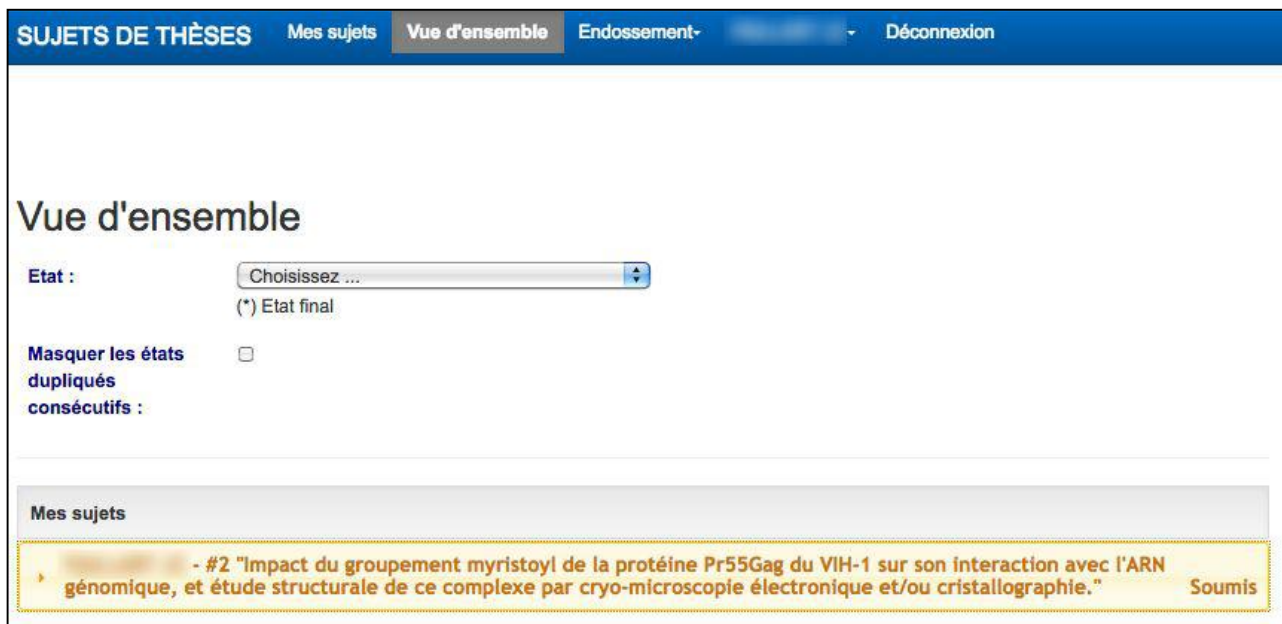 SUJETS DE THÈSES Mes sujets Vue d'ensemble Endossement- - Déconnexion
Vue d'ensemble
Etat : Choisissez ...
(*) Etat final
Masquer les états
dupliqués
consécutifs :
Mes sujets
- #2 "Impact du groupement myristoyl de la protéine Pr55Gag du VIH-1 sur son interaction avec l'ARN
génomique, et étude structurale de ce complexe par cryo-microscopie électronique et/ou cristallographie." Soumis